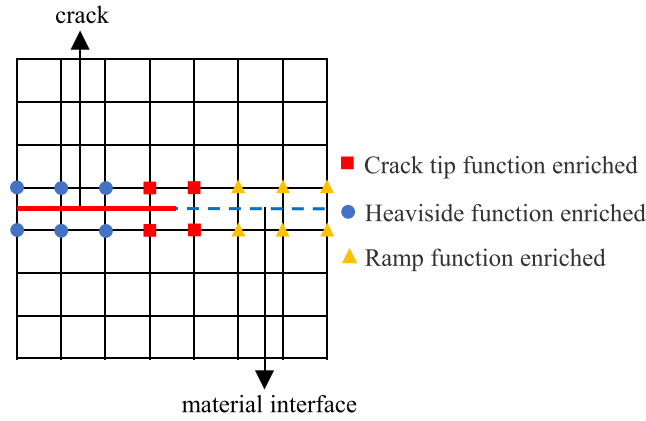 crack
Crack tip function enriched
Heaviside function enriched
Ramp function enriched
material interface